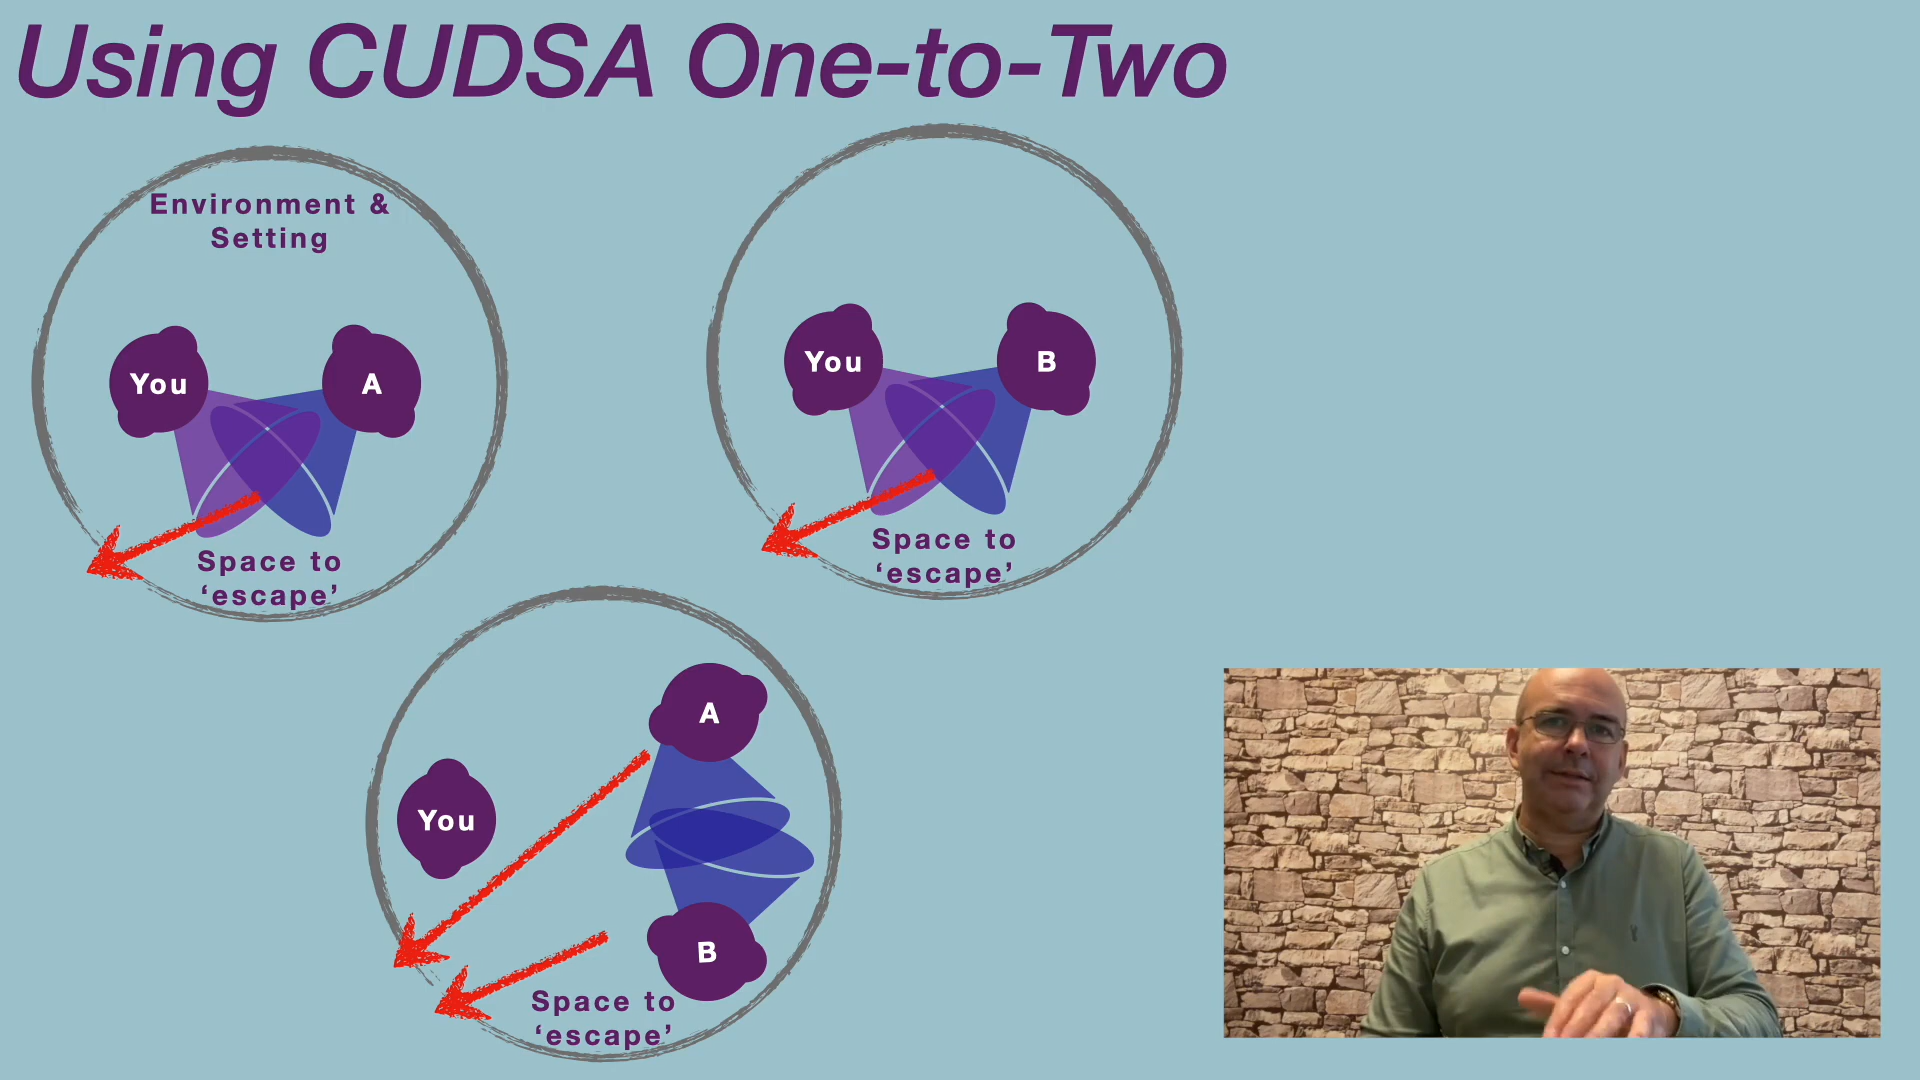 Using CUDSA One-to-Two
Environment &
Setting
You
A
Space to
‘escape’
You
B
Space to
‘escape’
A
You
B
Space to
‘escape’